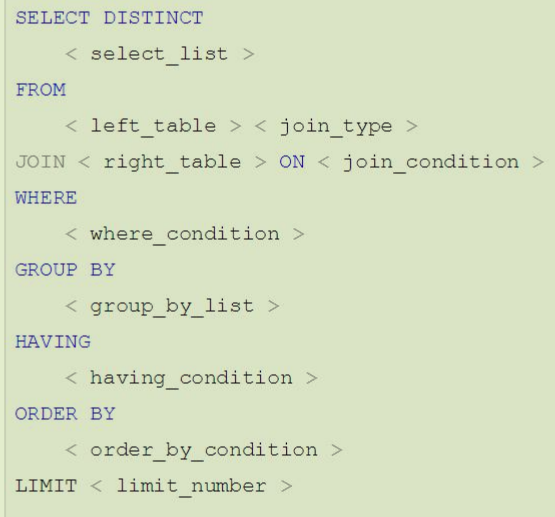 SELECT DISTINCT
< select_list >
FROM
< left_table > < join_type >
JOIN < right_table > ON < join_condition >
WHERE
< where_condition >
GROUP BY
< group_by_list >
HAVING
< having_condition >
ORDER BY
< order_by_condition >
LIMIT < limit_number >